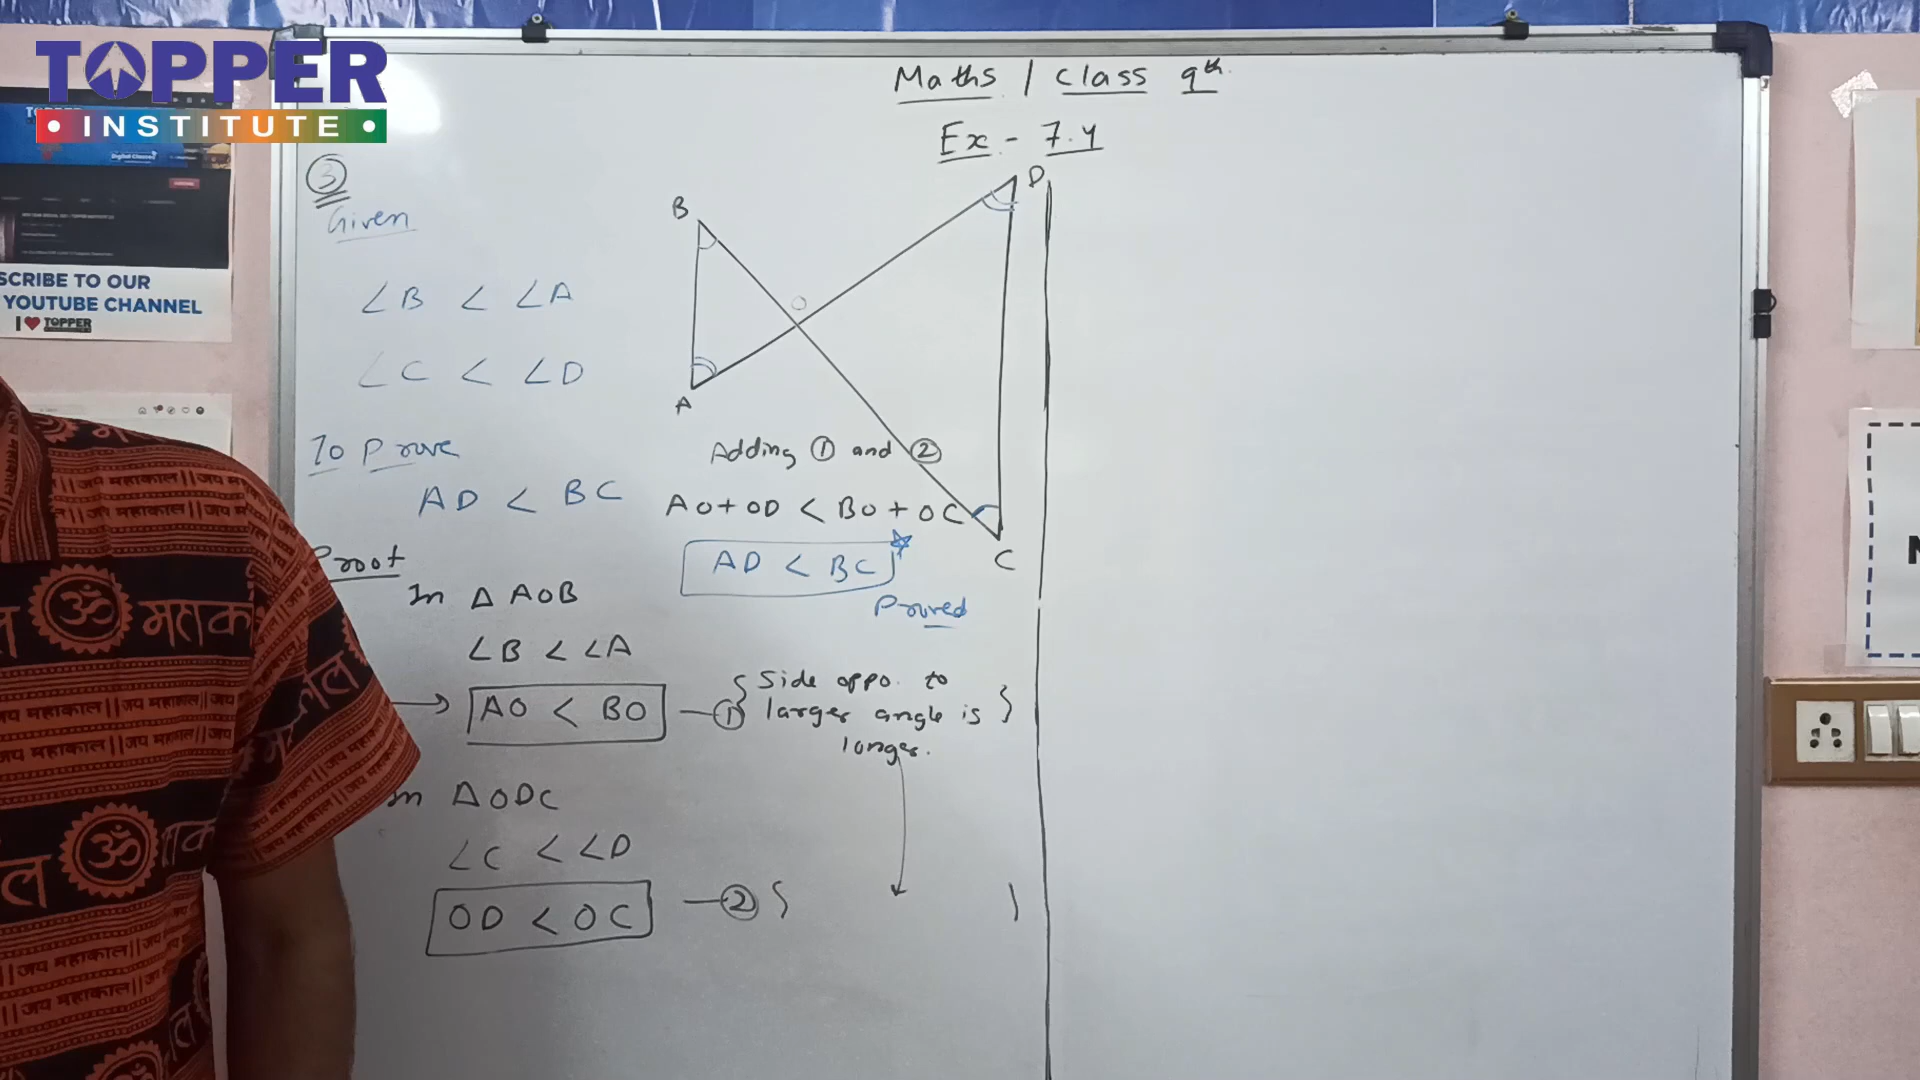 TOPPER
INSTITUTE
Maths / Class 9th
Ex - 7.4
3
Given
∠B < ∠A
∠C < ∠D
To Prove
AD < BC
B
O
D
A
C
Adding ① and ②
AO + OD < BO + OC
AD < BC
Proved
Proof
In △ AOB
∠B < ∠A
AO < BO — ① { Side oppo. to
larger angle is }
longer.
In △ ODC
∠C < ∠D
OD < OC — ② { }
SCRIBE TO OUR
YOUTUBE CHANNEL
I ❤ TOPPER
ॐ
जय महाकाल